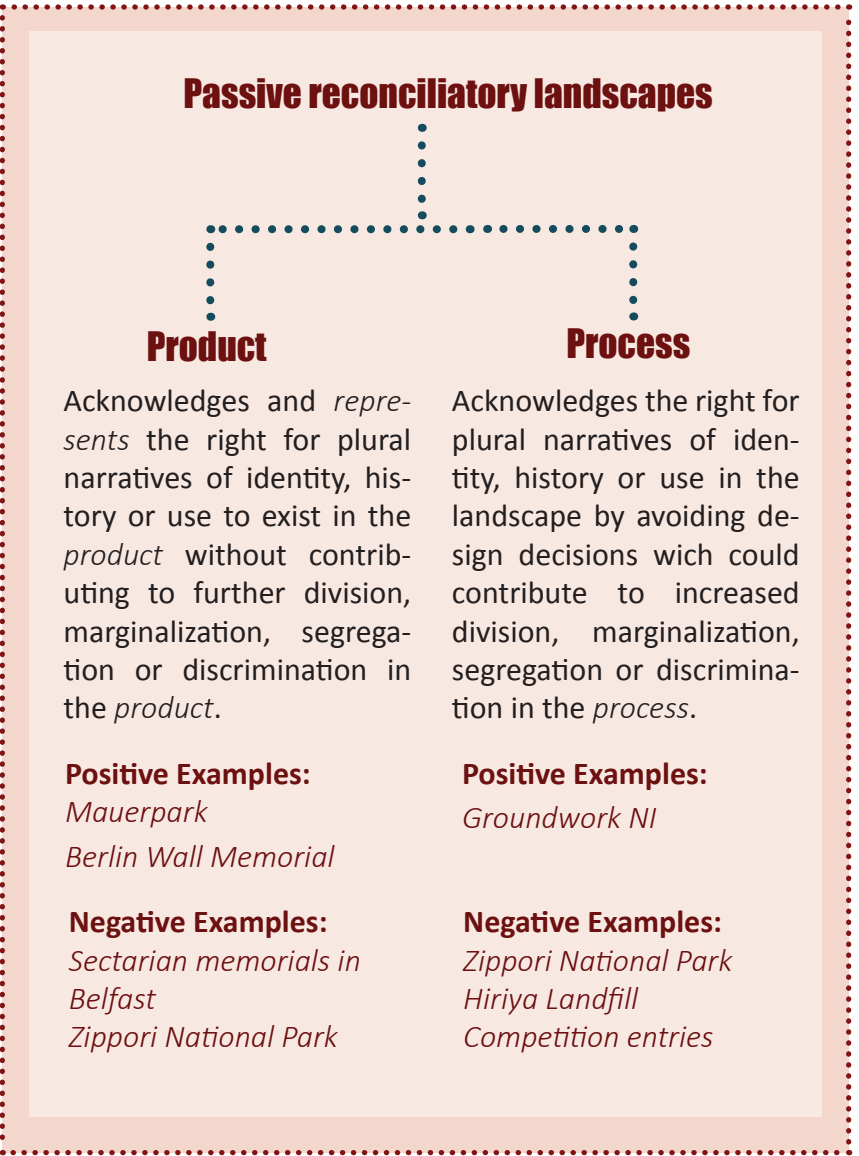 Passive reconciliatory landscapes
Product
Acknowledges and repre-
sents the right for plural
narratives of identity, his-
tory or use to exist in the
product without contrib-
uting to further division,
marginalization, segrega-
tion or discrimination in
the product.
Positive Examples:
Mauerpark
Berlin Wall Memorial
Negative Examples:
Sectarian memorials in
Belfast
Zippori National Park
Process
Acknowledges the right for
plural narratives of iden-
tity, history or use in the
landscape by avoiding de-
sign decisions wich could
contribute to increased
division, marginalization,
segregation or discrimina-
tion in the process.
Positive Examples:
Groundwork NI
Negative Examples:
Zippori National Park
Hiriya Landfill
Competition entries